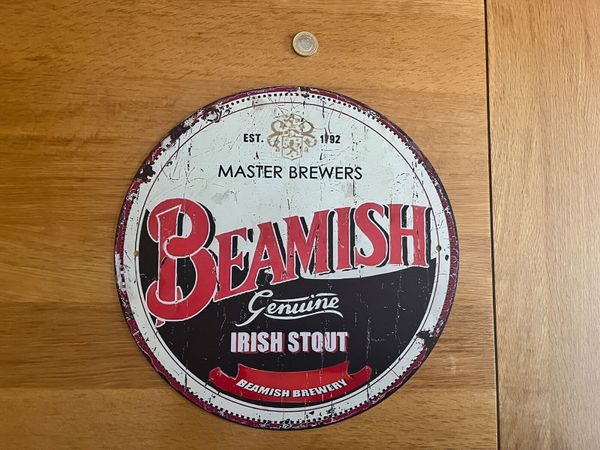 EST. 1792
MASTER BREWERS
BEAMISH
Genuine
IRISH STOUT
BEAMISH BREWERY